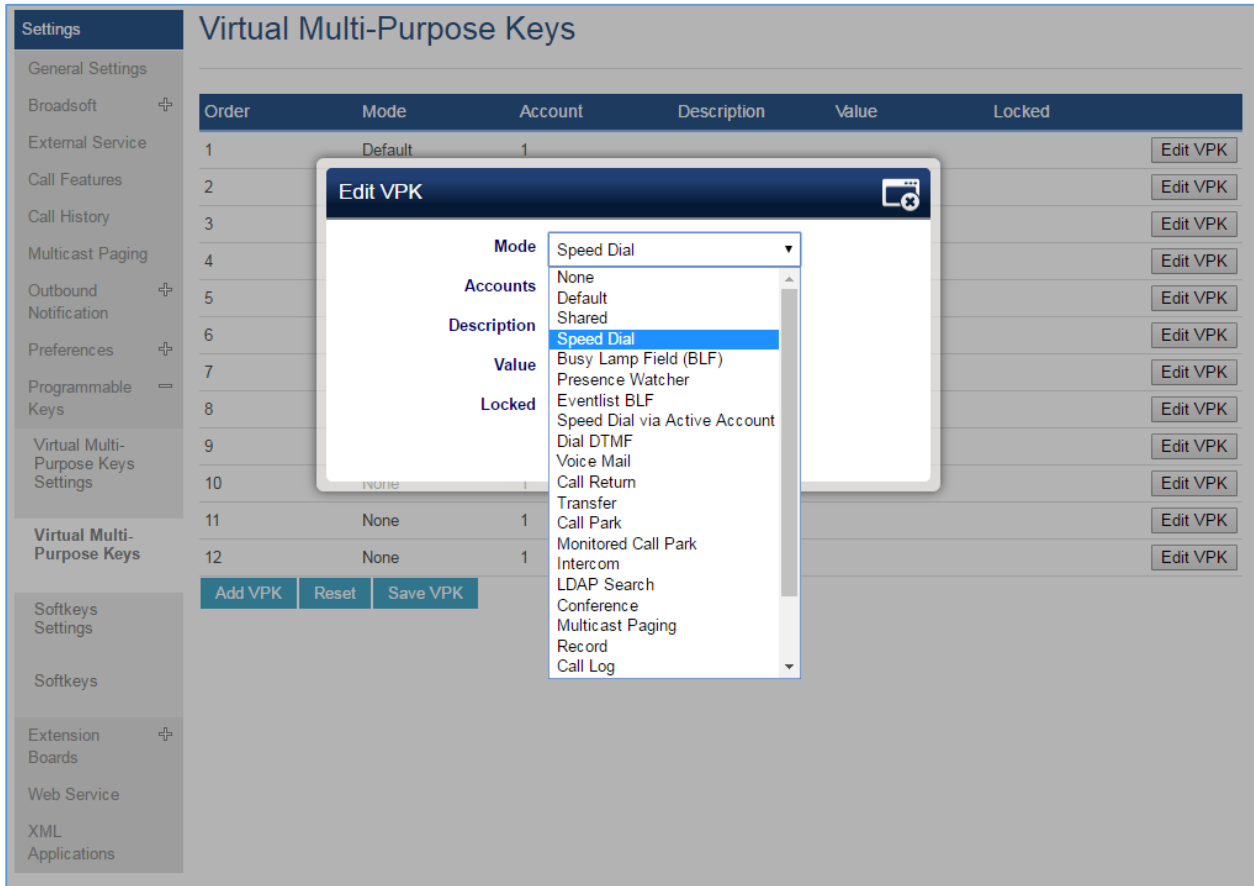 Settings
General Settings
Broadsoft
External Service
Call Features
Call History
Multicast Paging
Outbound
Notification
Preferences
Programmable
Keys
Virtual Multi-
Purpose Keys
Settings
Virtual Multi-
Purpose Keys
Softkeys
Settings
Softkeys
Extension
Boards
Web Service
XML
Applications
Virtual Multi-Purpose Keys
Order Mode Account Description Value Locked
1 Default 1 Edit VPK
2 Edit VPK
3 Edit VPK
4 Edit VPK
5 Edit VPK
6 Edit VPK
7 Edit VPK
8 Edit VPK
9 Edit VPK
10 None 1 Edit VPK
11 None 1 Edit VPK
12 None 1 Edit VPK
Add VPK Reset Save VPK
Edit VPK
Mode Speed Dial
Accounts
Description
Value
Locked
None
Default
Shared
Speed Dial
Busy Lamp Field (BLF)
Presence Watcher
Eventlist BLF
Speed Dial via Active Account
Dial DTMF
Voice Mail
Call Return
Transfer
Call Park
Monitored Call Park
Intercom
LDAP Search
Conference
Multicast Paging
Record
Call Log